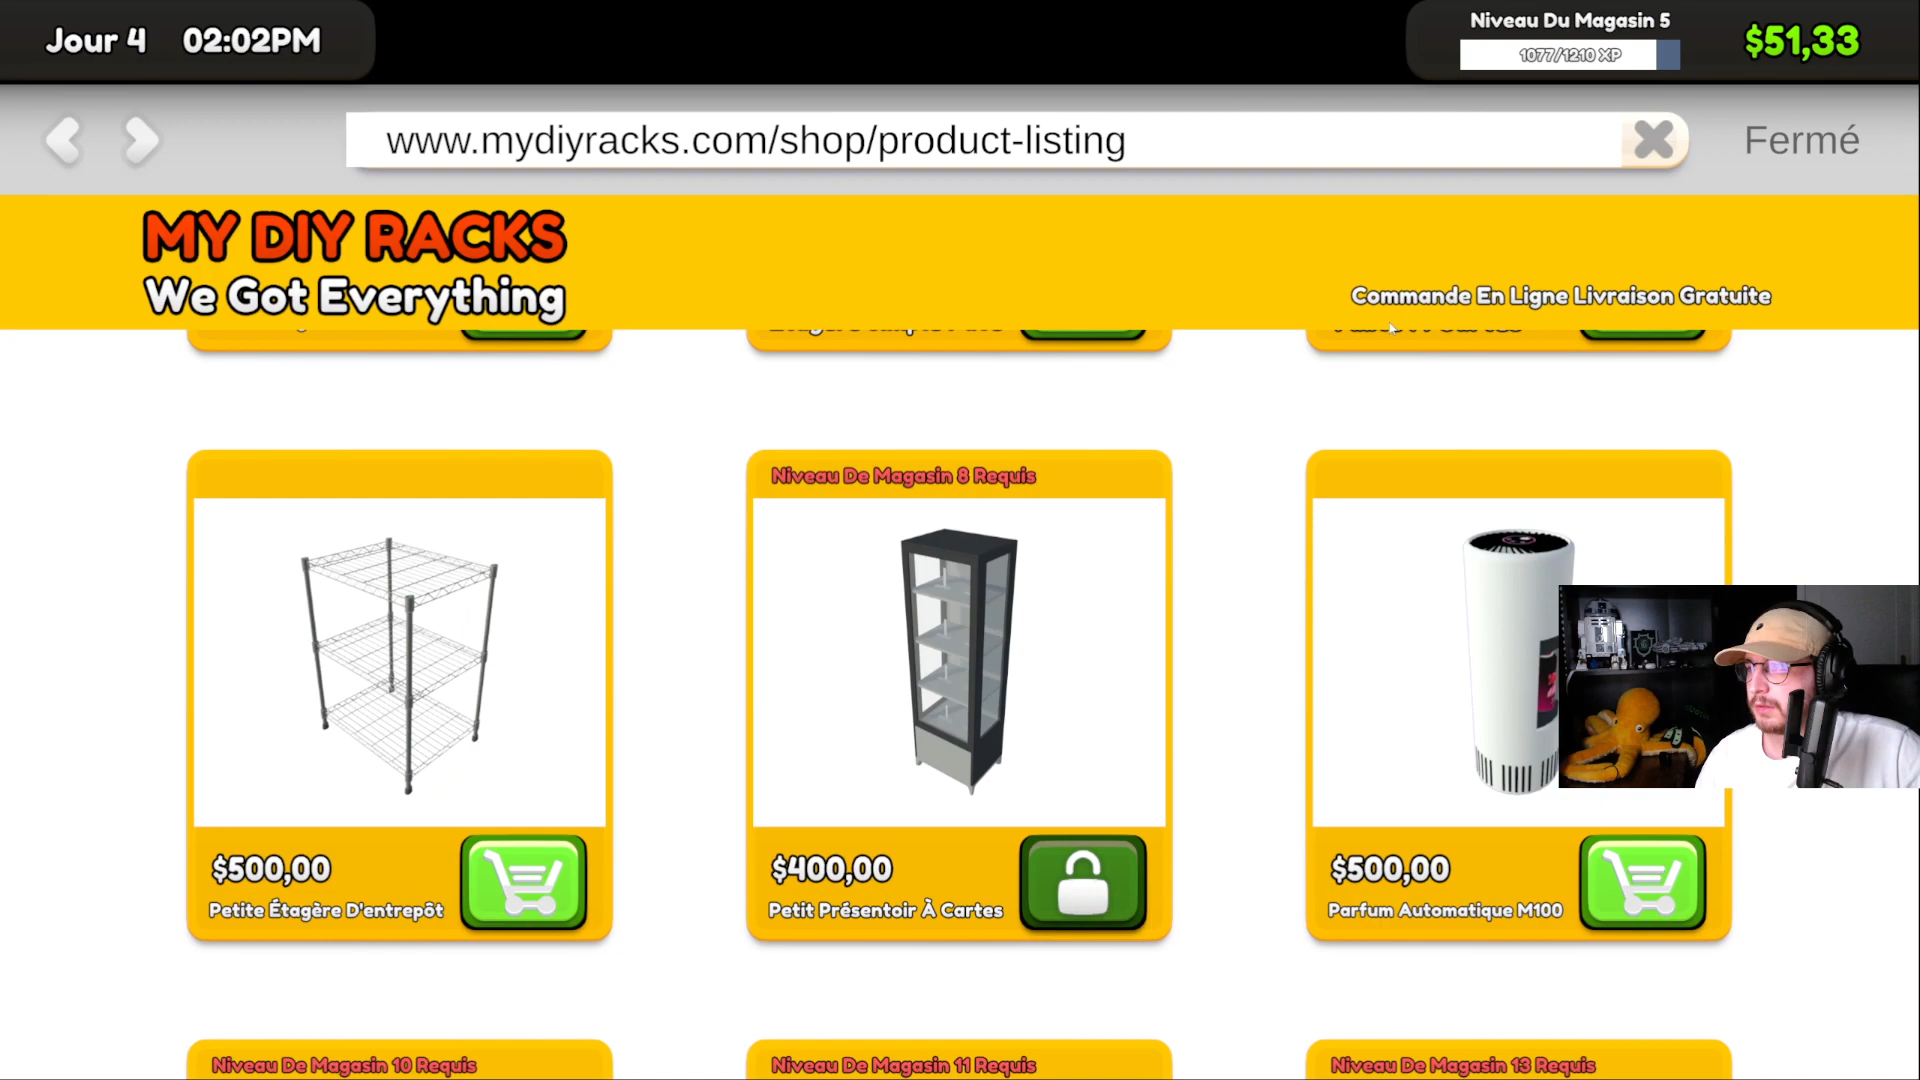 Jour 4 02:02PM
Niveau Du Magasin 5
1077/1210 XP
$51,33
www.mydiyracks.com/shop/product-listing
Fermé
MY DIY RACKS
We Got Everything
Commande En Ligne Livraison Gratuite
Niveau De Magasin 8 Requis
$500,00
Petite Étagère D'entrepôt
$400,00
Petit Présentoir À Cartes
$500,00
Parfum Automatique M100
Niveau De Magasin 10 Requis
Niveau De Magasin 11 Requis
Niveau De Magasin 13 Requis